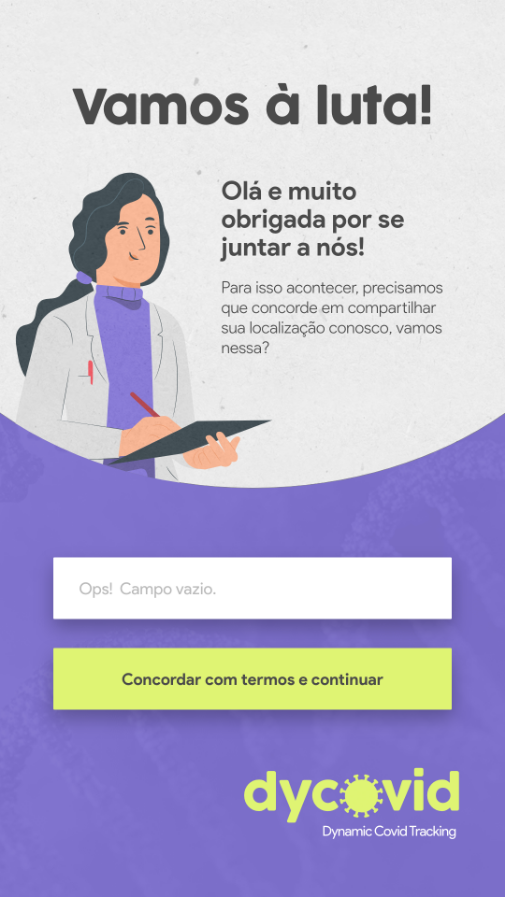 Vamos à luta!
Olá e muito
obrigada por se
juntar a nós!
Para isso acontecer, precisamos
que concorde em compartilhar
sua localização conosco, vamos
nessa?
Ops! Campo vazio.
Concordar com termos e continuar
dycovid
Dynamic Covid Tracking